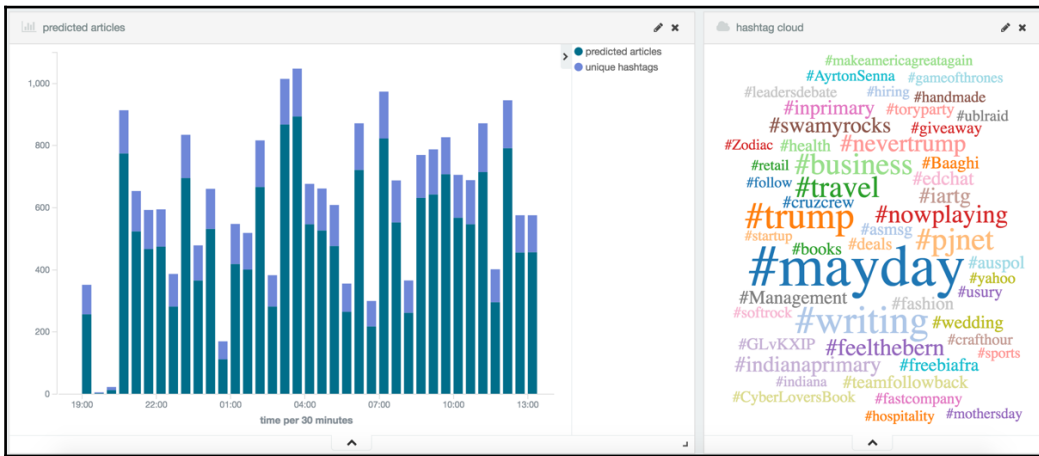 predicted articles
predicted articles
unique hashtags
1,000
800
600
400
200
0
19:00 22:00 01:00 04:00 07:00 10:00 13:00
time per 30 minutes
hashtag cloud
#makeamericagreatagain
#AyrtonSenna #gameofthrones
#leadersdebate #hiring #handmade
#inprimary #toryparty #ublraid
#swamyrocks #giveaway
#Zodiac #health #nevertrump
#retail #business #Baaghi
#follow #travel #edchat
#cruzcrew #iartg
#trump #nowplaying
#startup #asmsg #pjnet
#books #deals
#mayday #auspol
#yahoo
#Management #fashion #usury
#softrock #writing #wedding
#GLvKXIP #feelthebern #crafthour
#sports
#indianaprimary #freebiafra
#indiana #teamfollowback
#CyberLoversBook #fastcompany
#hospitality #mothersday